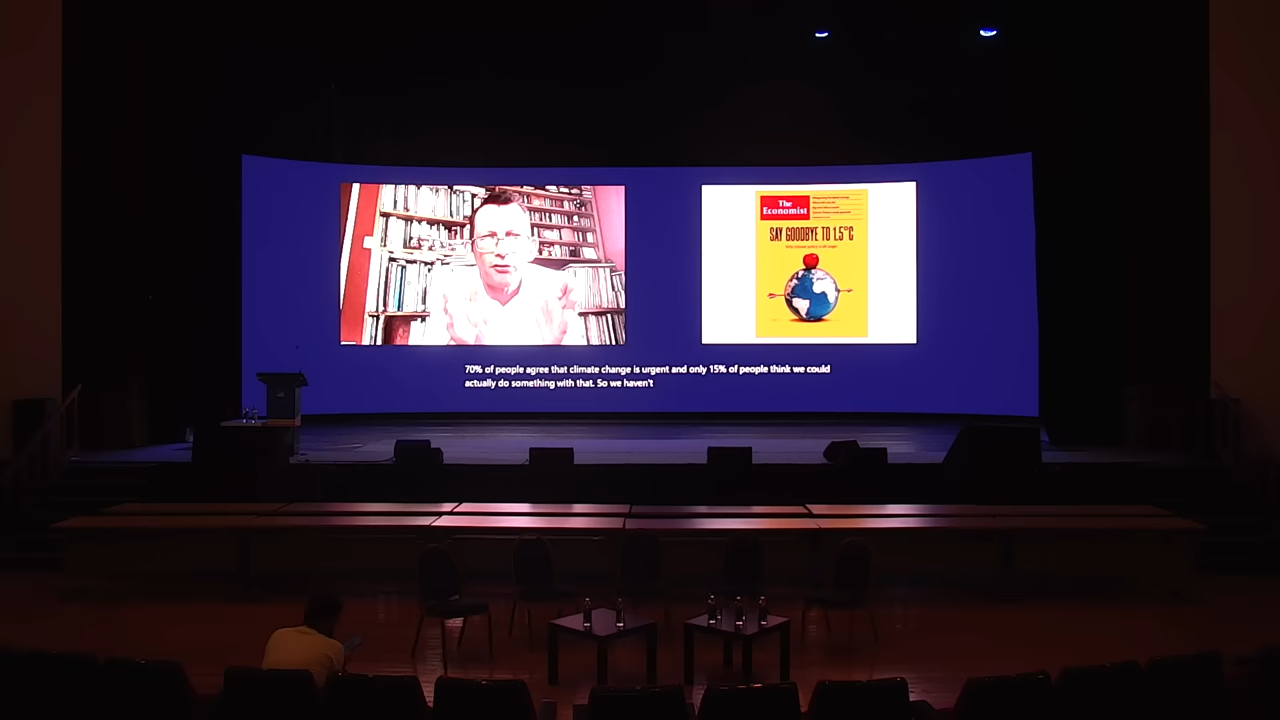 The
Economist
SAY GOODBYE TO 1.5°C
70% of people agree that climate change is urgent and only 15% of people think we could
actually do something with that. So we haven't